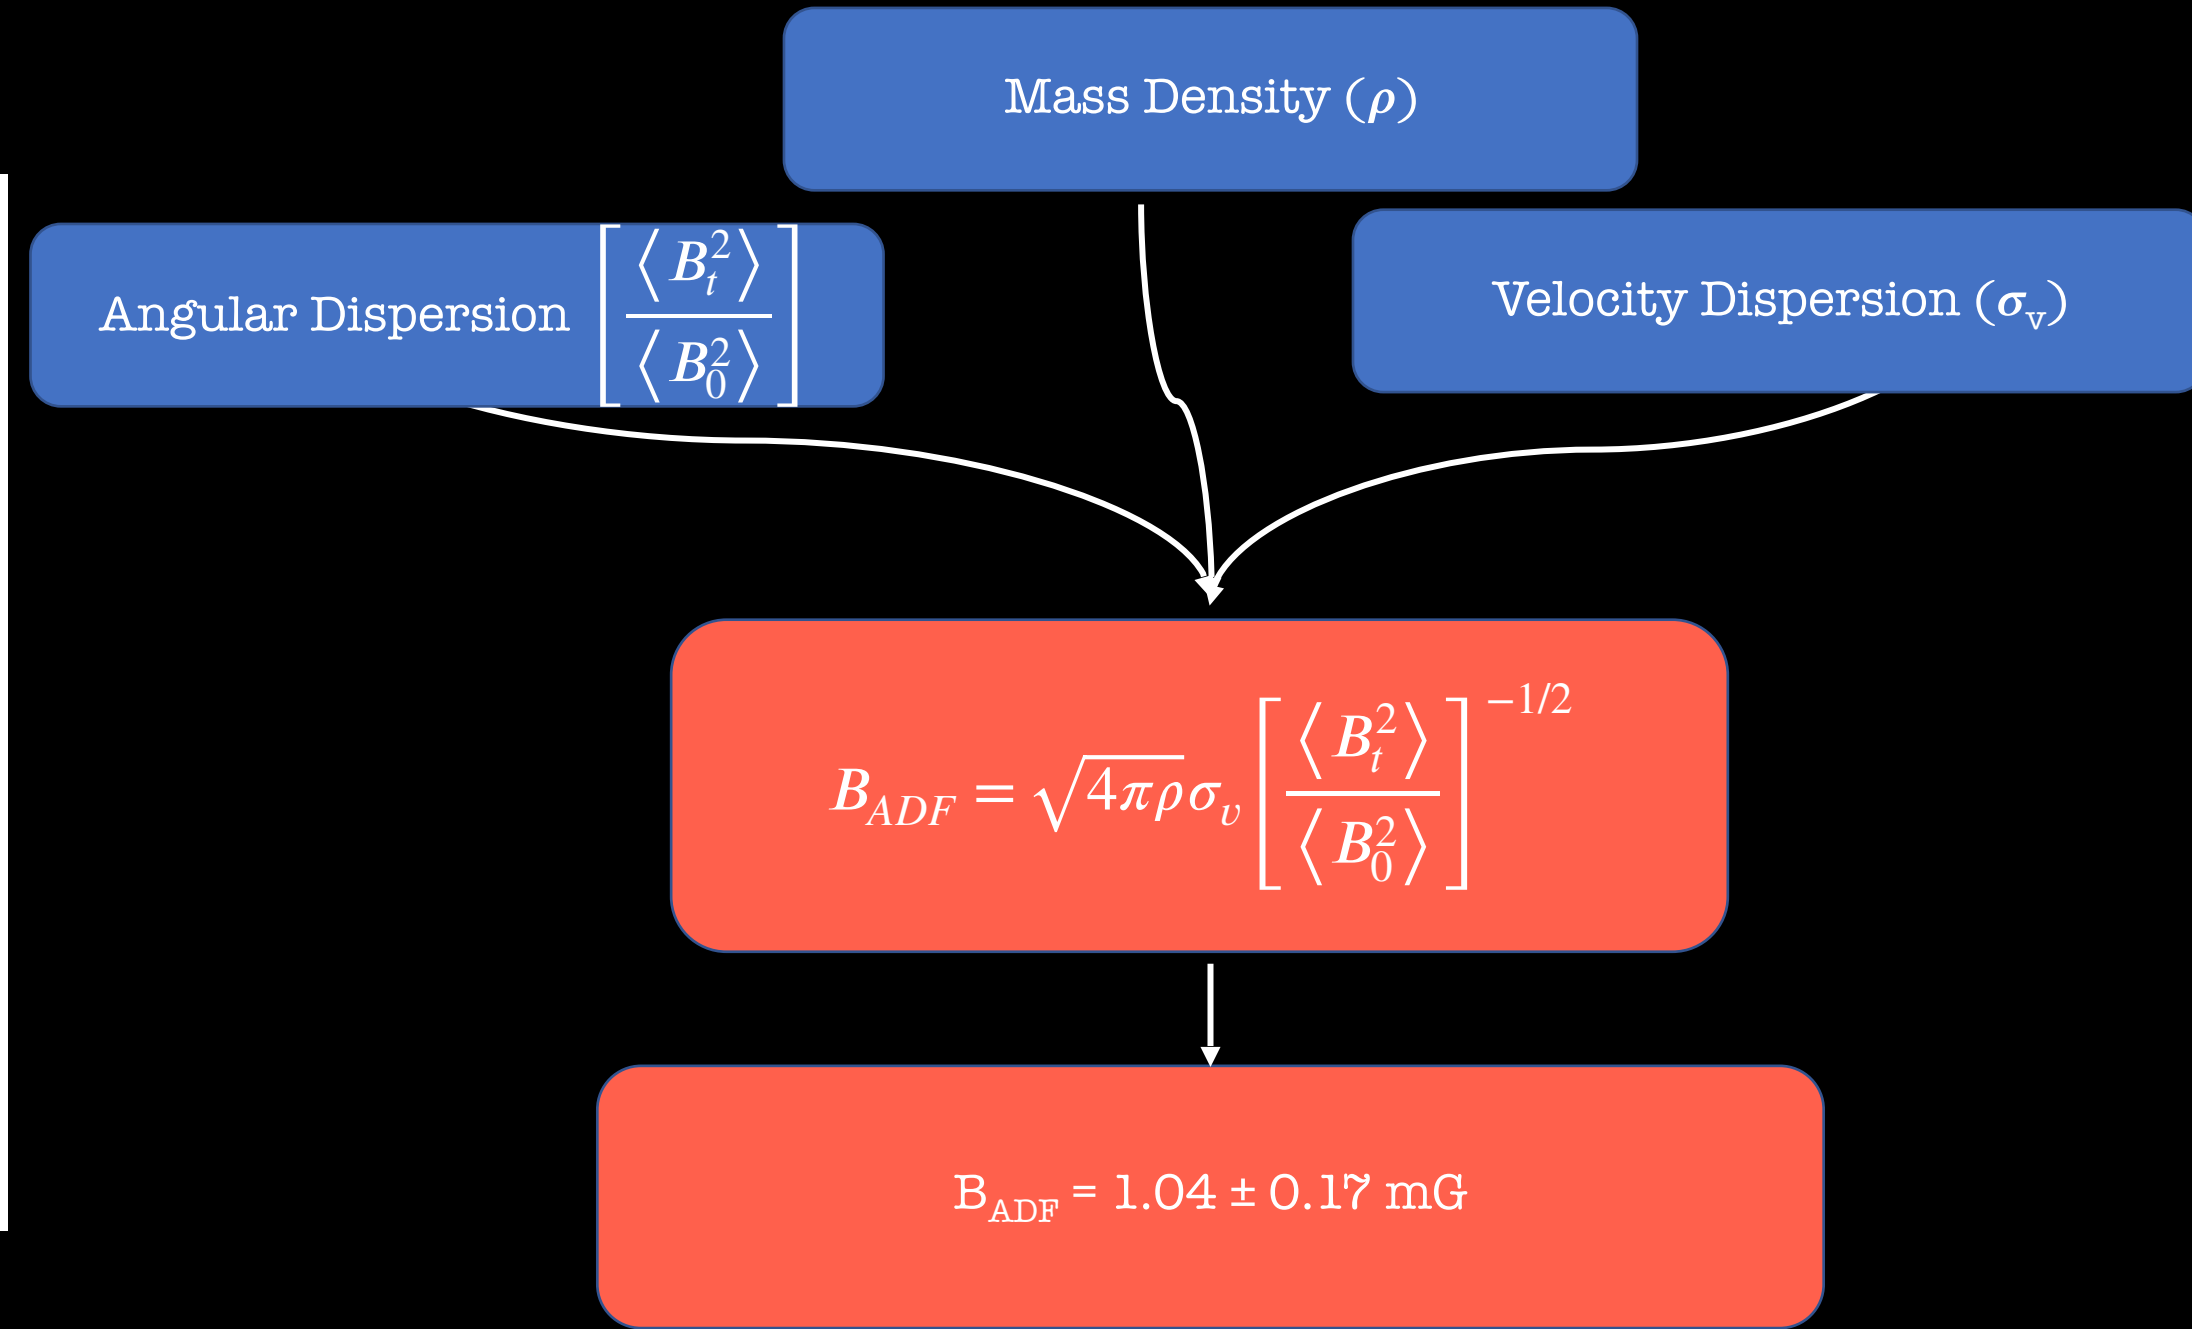 Mass Density (ρ)
Angular Dispersion [⟨B_t^2⟩ / ⟨B_0^2⟩]
Velocity Dispersion (σ_v)
B_ADF = √(4πρ) σ_v [⟨B_t^2⟩ / ⟨B_0^2⟩]^(−1/2)
B_ADF = 1.04 ± 0.17 mG